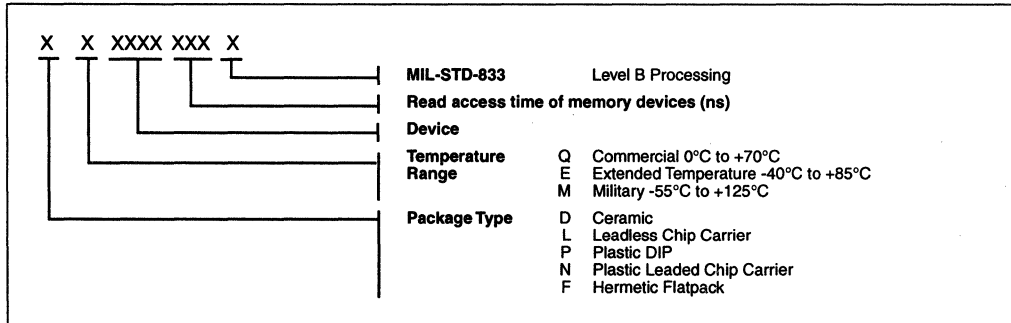 X X XXXX XXX X
MIL-STD-833 Level B Processing
Read access time of memory devices (ns)
Device
Temperature Q Commercial 0°C to +70°C
Range E Extended Temperature -40°C to +85°C
M Military -55°C to +125°C
Package Type D Ceramic
L Leadless Chip Carrier
P Plastic DIP
N Plastic Leaded Chip Carrier
F Hermetic Flatpack